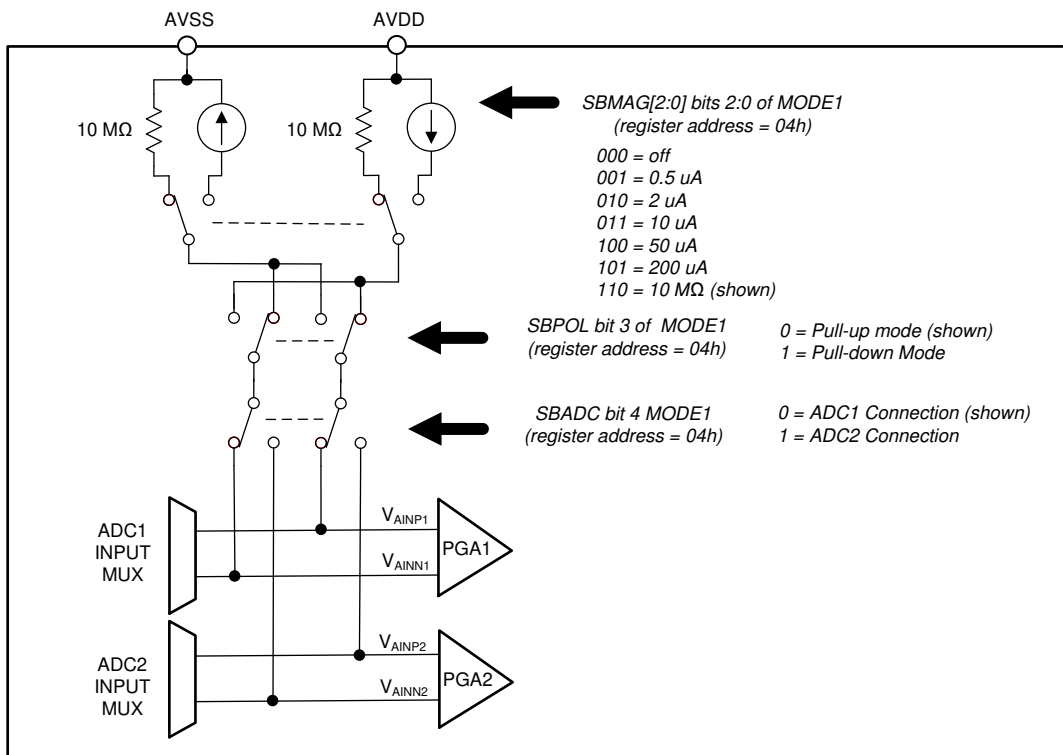 AVSS
AVDD
10 MΩ
10 MΩ
SBMAG[2:0] bits 2:0 of MODE1
(register address = 04h)
000 = off
001 = 0.5 uA
010 = 2 uA
011 = 10 uA
100 = 50 uA
101 = 200 uA
110 = 10 MΩ (shown)
SBPOL bit 3 of MODE1
(register address = 04h)
0 = Pull-up mode (shown)
1 = Pull-down Mode
SBADC bit 4 MODE1
(register address = 04h)
0 = ADC1 Connection (shown)
1 = ADC2 Connection
ADC1
INPUT
MUX
VAINP1
VAINN1
PGA1
ADC2
INPUT
MUX
VAINP2
VAINN2
PGA2